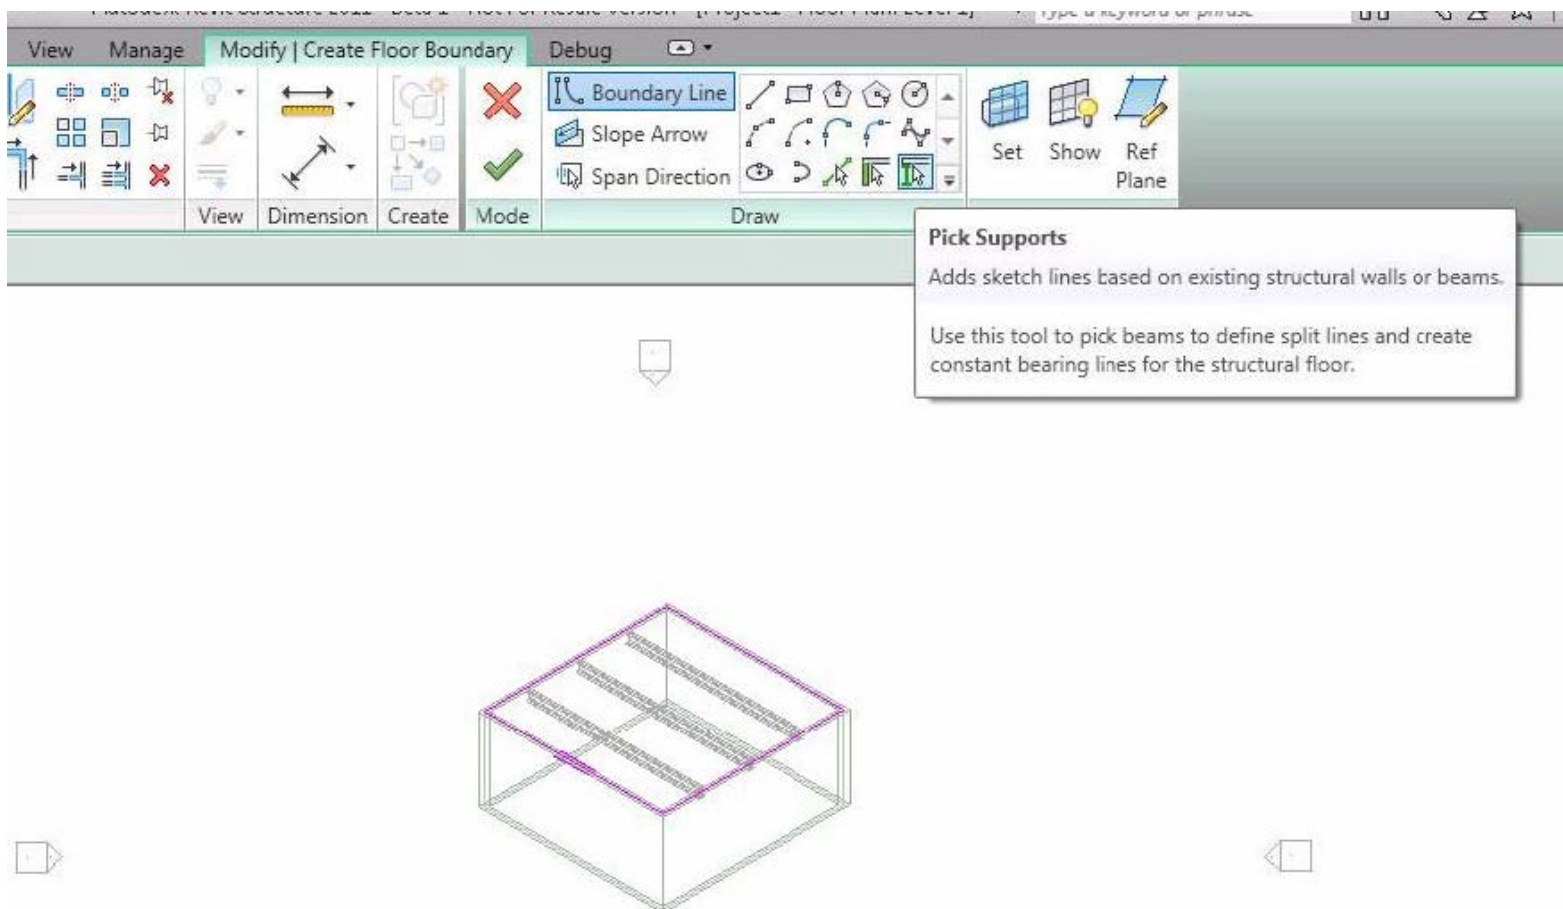 View Manage Modify | Create Floor Boundary Debug
Boundary Line
Slope Arrow
Span Direction
Set Show Ref
Plane
View Dimension Create Mode Draw
Pick Supports
Adds sketch lines based on existing structural walls or beams.
Use this tool to pick beams to define split lines and create
constant bearing lines for the structural floor.